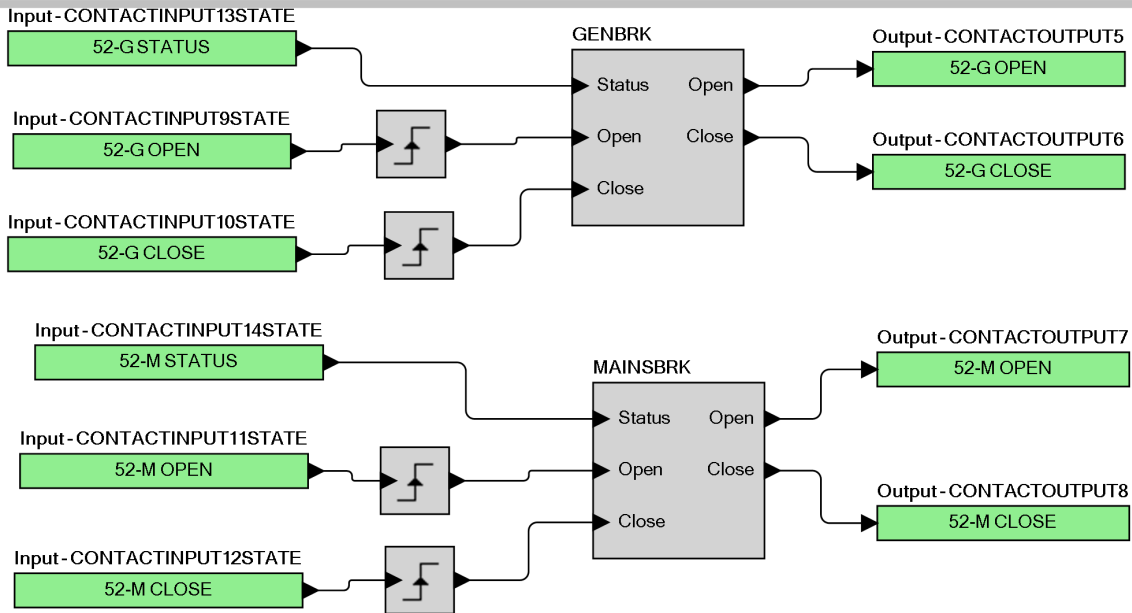 Input-CONTACTINPUT13STATE
52-G STATUS
Input-CONTACTINPUT9STATE
52-G OPEN
Input-CONTACTINPUT10STATE
52-G CLOSE
GENBRK
Status
Open
Close
Open
Close
Output-CONTACTOUTPUT5
52-G OPEN
Output-CONTACTOUTPUT6
52-G CLOSE
Input-CONTACTINPUT14STATE
52-M STATUS
Input-CONTACTINPUT11STATE
52-M OPEN
Input-CONTACTINPUT12STATE
52-M CLOSE
MAINSBRK
Status
Open
Close
Open
Close
Output-CONTACTOUTPUT7
52-M OPEN
Output-CONTACTOUTPUT8
52-M CLOSE